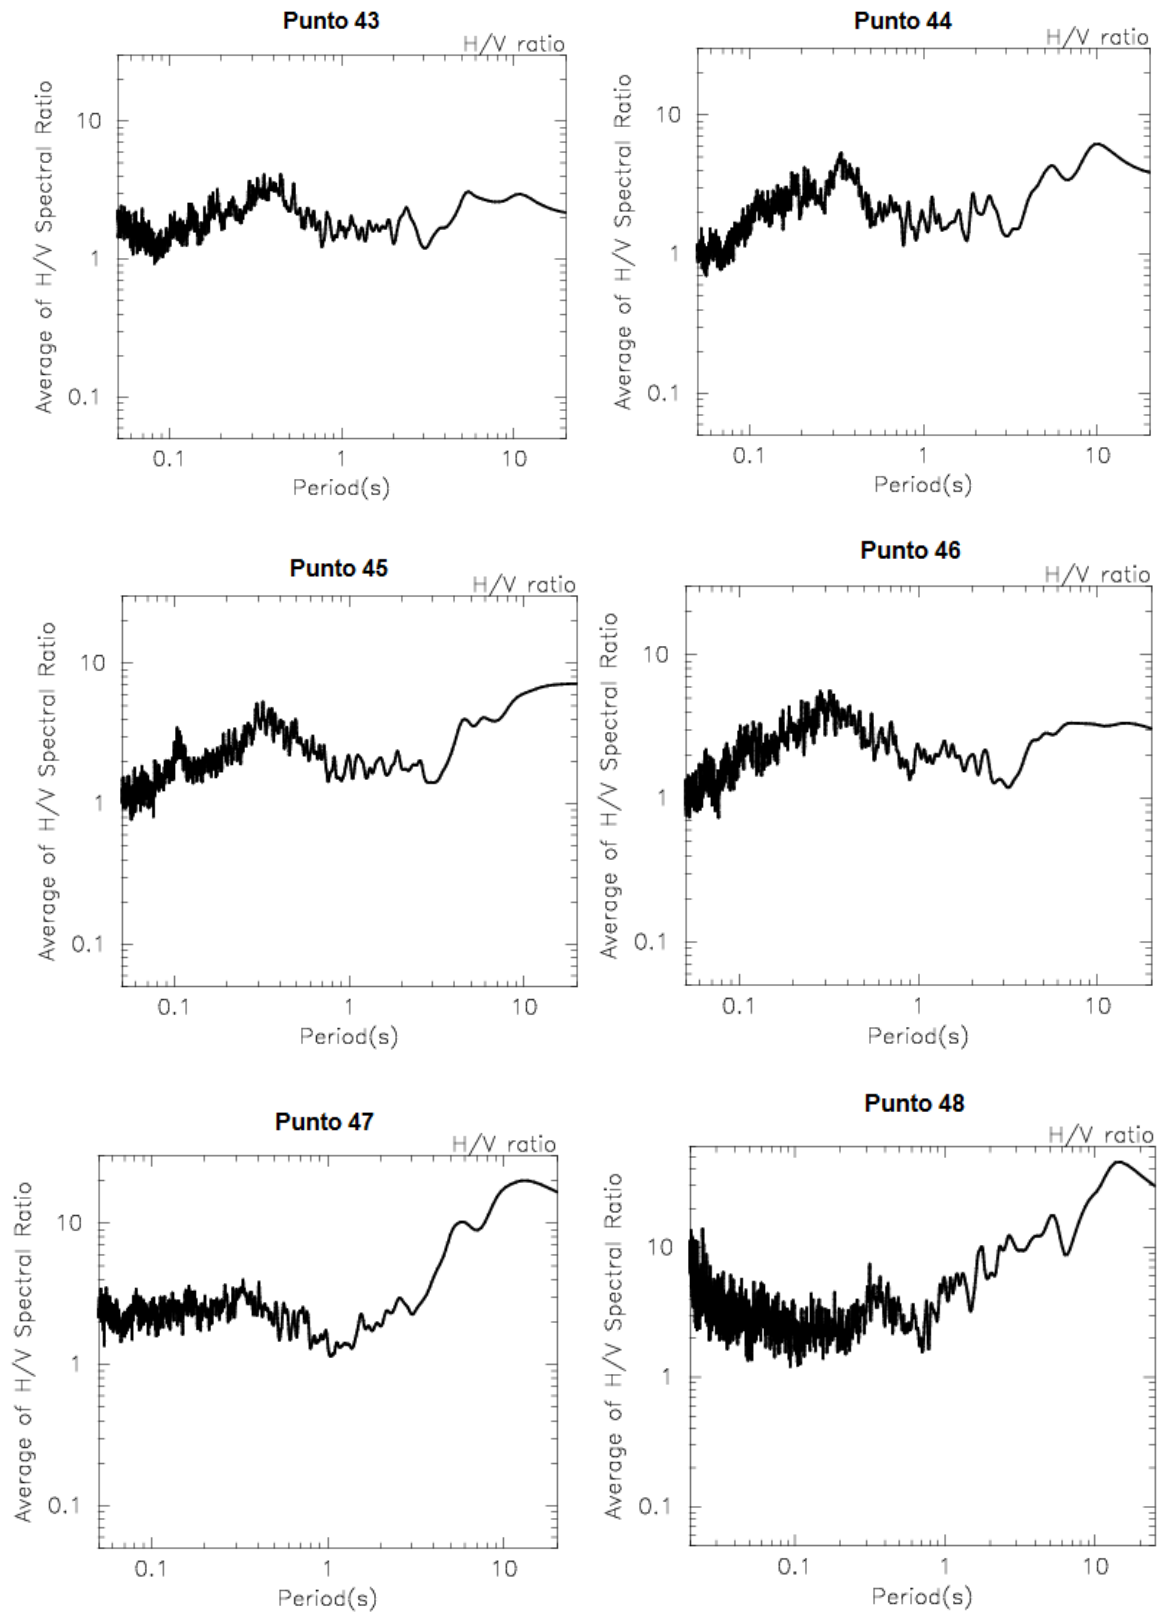 Punto 43
H/V ratio
Average of H/V Spectral Ratio
10
1
0.1
0.1 1 10
Period(s)
Punto 44
H/V ratio
Average of H/V Spectral Ratio
10
1
0.1
0.1 1 10
Period(s)
Punto 45
H/V ratio
Average of H/V Spectral Ratio
10
1
0.1
0.1 1 10
Period(s)
Punto 46
H/V ratio
Average of H/V Spectral Ratio
10
1
0.1
0.1 1 10
Period(s)
Punto 47
H/V ratio
Average of H/V Spectral Ratio
10
1
0.1
0.1 1 10
Period(s)
Punto 48
H/V ratio
Average of H/V Spectral Ratio
10
1
0.1
0.1 1 10
Period(s)